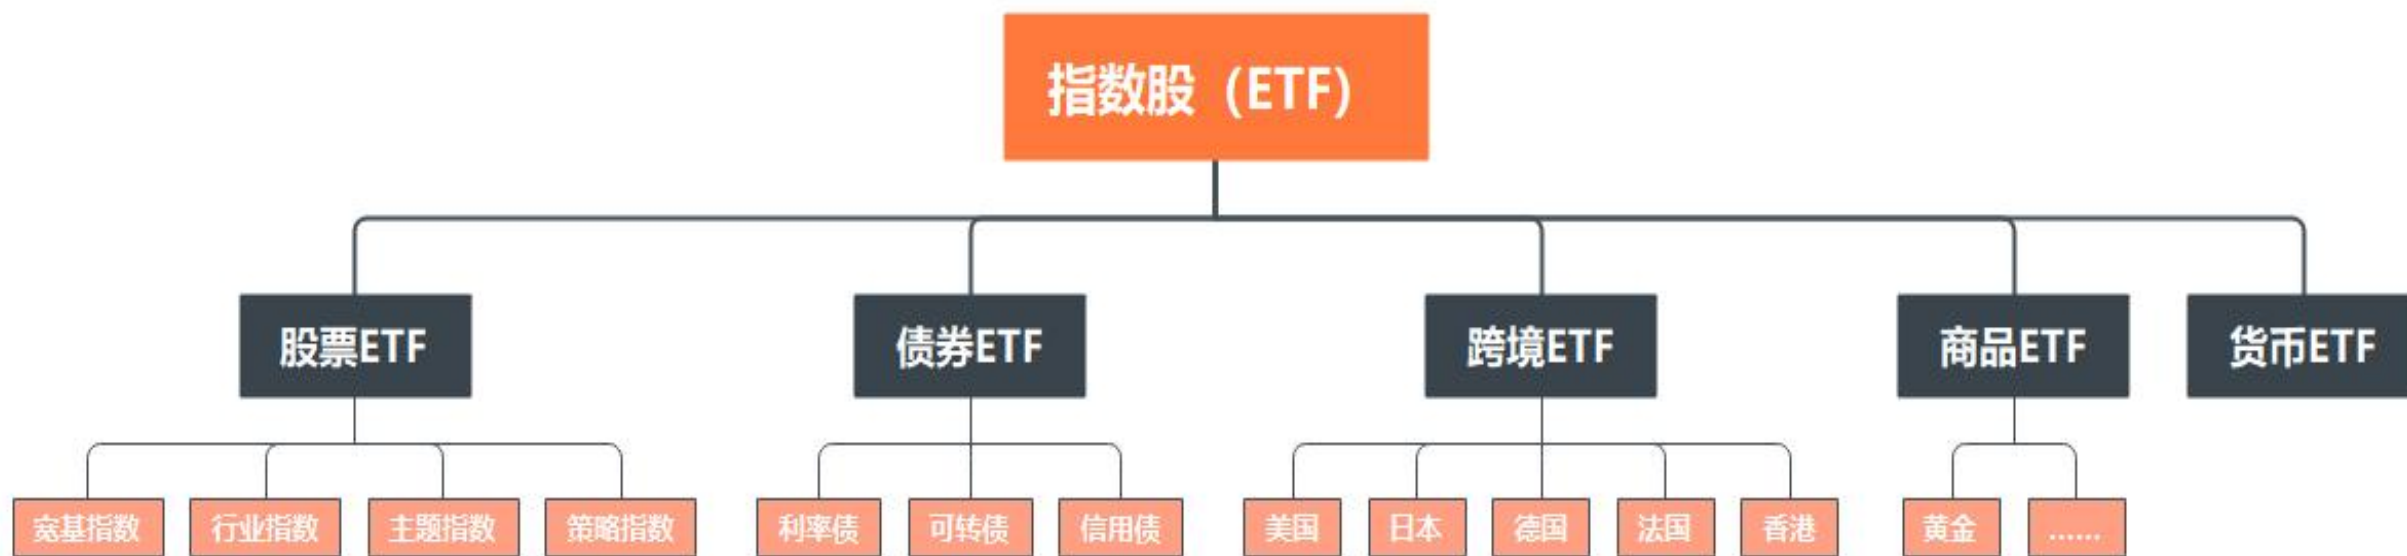 指数股（ETF）
股票ETF
债券ETF
跨境ETF
商品ETF
货币ETF
宽基指数
行业指数
主题指数
策略指数
利率债
可转债
信用债
美国
日本
德国
法国
香港
黄金
......